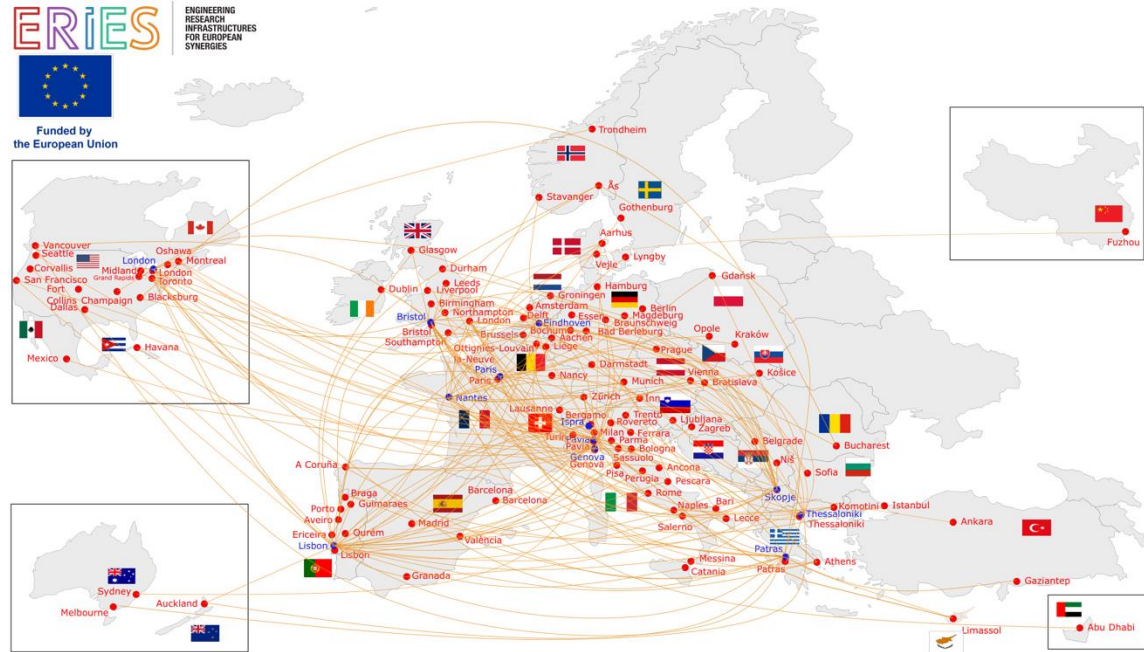 ERIES
ENGINEERING
RESEARCH
INFRASTRUCTURES
FOR EUROPEAN
SYNERGIES
Funded by
the European Union
Trondheim
Ås
Stavanger
Gothenburg
Aarhus
Vejle
Lyngby
Fuzhou
Vancouver
Seattle
Corvallis
San Francisco
Fort
Collins
Dallas
Champaign
Midland
Grand Rapids
London
Oshawa
Montreal
London
Toronto
Blacksburg
Havana
Mexico
Glasgow
Durham
Leeds
Dublin
Liverpool
Birmingham
Northampton
London
Bristol
Bristol
Southampton
Hamburg
Groningen
Amsterdam
Delft
Eindhoven
Essen
Bochum
Berlin
Magdeburg
Braunschweig
Bad Berleburg
Brussels
Aachen
Ottignies-Louvain-
la-Neuve
Liège
Gdańsk
Opole
Kraków
Prague
Košice
Vienna
Bratislava
Darmstadt
Paris
Paris
Nancy
Munich
Nantes
Zürich
Inn
Lausanne
Bergamo
Trento
Ljubljana
Ispra
Rovereto
Zagreb
Turin
Milan
Ferrara
Pavia
Pavia
Parma
Genova
Genova
Bologna
Sassuolo
Pisa
Ancona
Perugia
Pescara
Rome
Naples
Bari
Salerno
Lecce
Messina
Catania
Belgrade
Niš
Bucharest
Sofia
Skopje
Thessaloniki
Thessaloniki
Komotini
Istanbul
Ankara
Gaziantep
Patras
Patras
Athens
Limassol
Abu Dhabi
A Coruña
Braga
Guimaraes
Porto
Aveiro
Ourém
Ericeira
Lisbon
Lisbon
Madrid
Barcelona
Barcelona
València
Granada
Sydney
Melbourne
Auckland